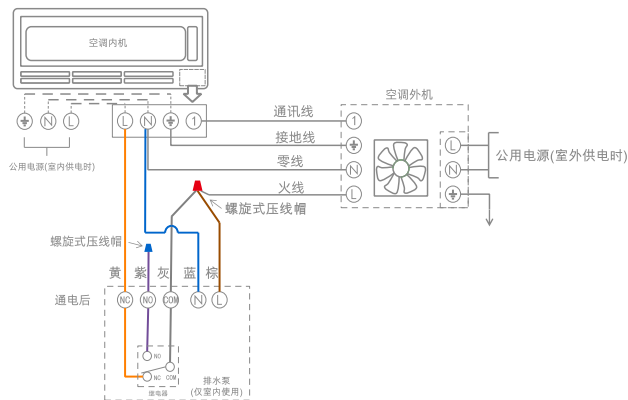 空调内机
空调外机
N
L
L
N
1
通讯线
1
接地线
零线
N
火线
L
L
公用电源(室外供电时)
N
公用电源(室内供电时)
螺旋式压线帽
螺旋式压线帽
黄 紫 灰 蓝 棕
通电后
NC
NO
COM
N
L
NO
NC
COM
继电器
排水泵
(仅室内使用)